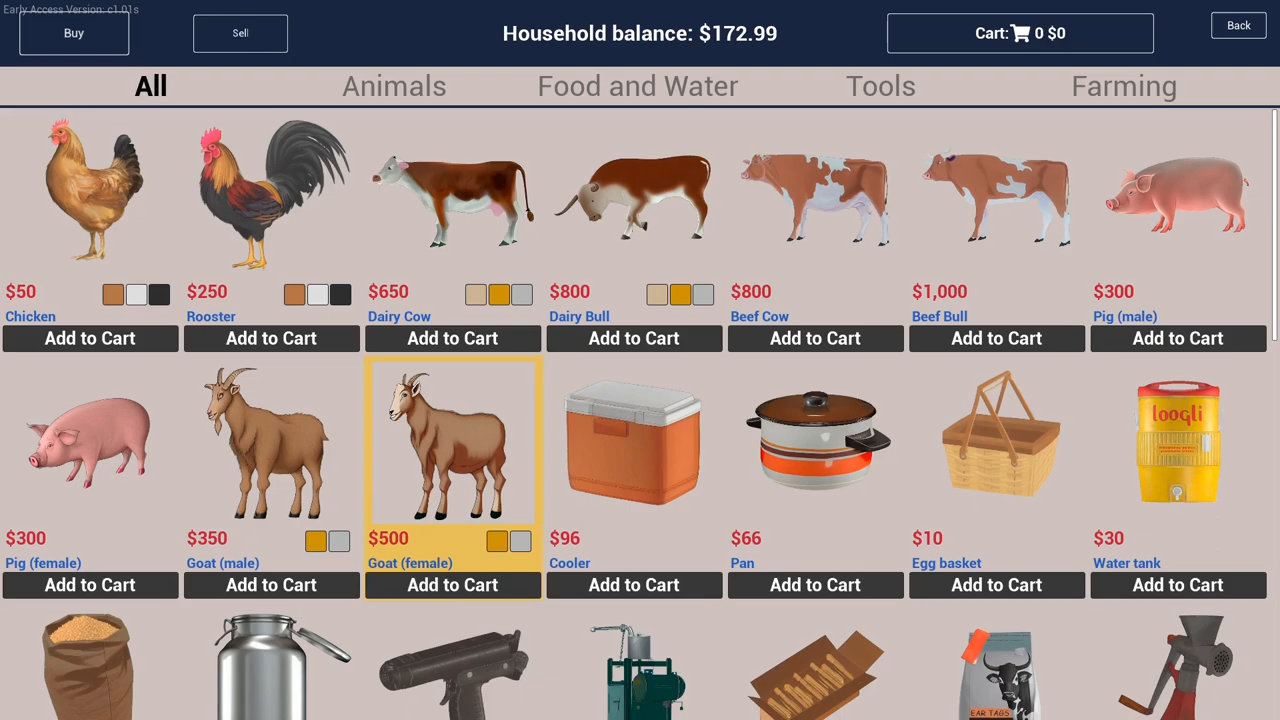 Early Access Version: c1.01s
Buy
Sell
Household balance: $172.99
Cart: 0 $0
Back
All
Animals
Food and Water
Tools
Farming
$50
$250
$650
$800
$800
$1,000
$300
Chicken
Rooster
Dairy Cow
Dairy Bull
Beef Cow
Beef Bull
Pig (male)
Add to Cart
Add to Cart
Add to Cart
Add to Cart
Add to Cart
Add to Cart
Add to Cart
looqli
$300
$350
$500
$96
$66
$10
$30
Pig (female)
Goat (male)
Goat (female)
Cooler
Pan
Egg basket
Water tank
Add to Cart
Add to Cart
Add to Cart
Add to Cart
Add to Cart
Add to Cart
Add to Cart
EAR TAGS